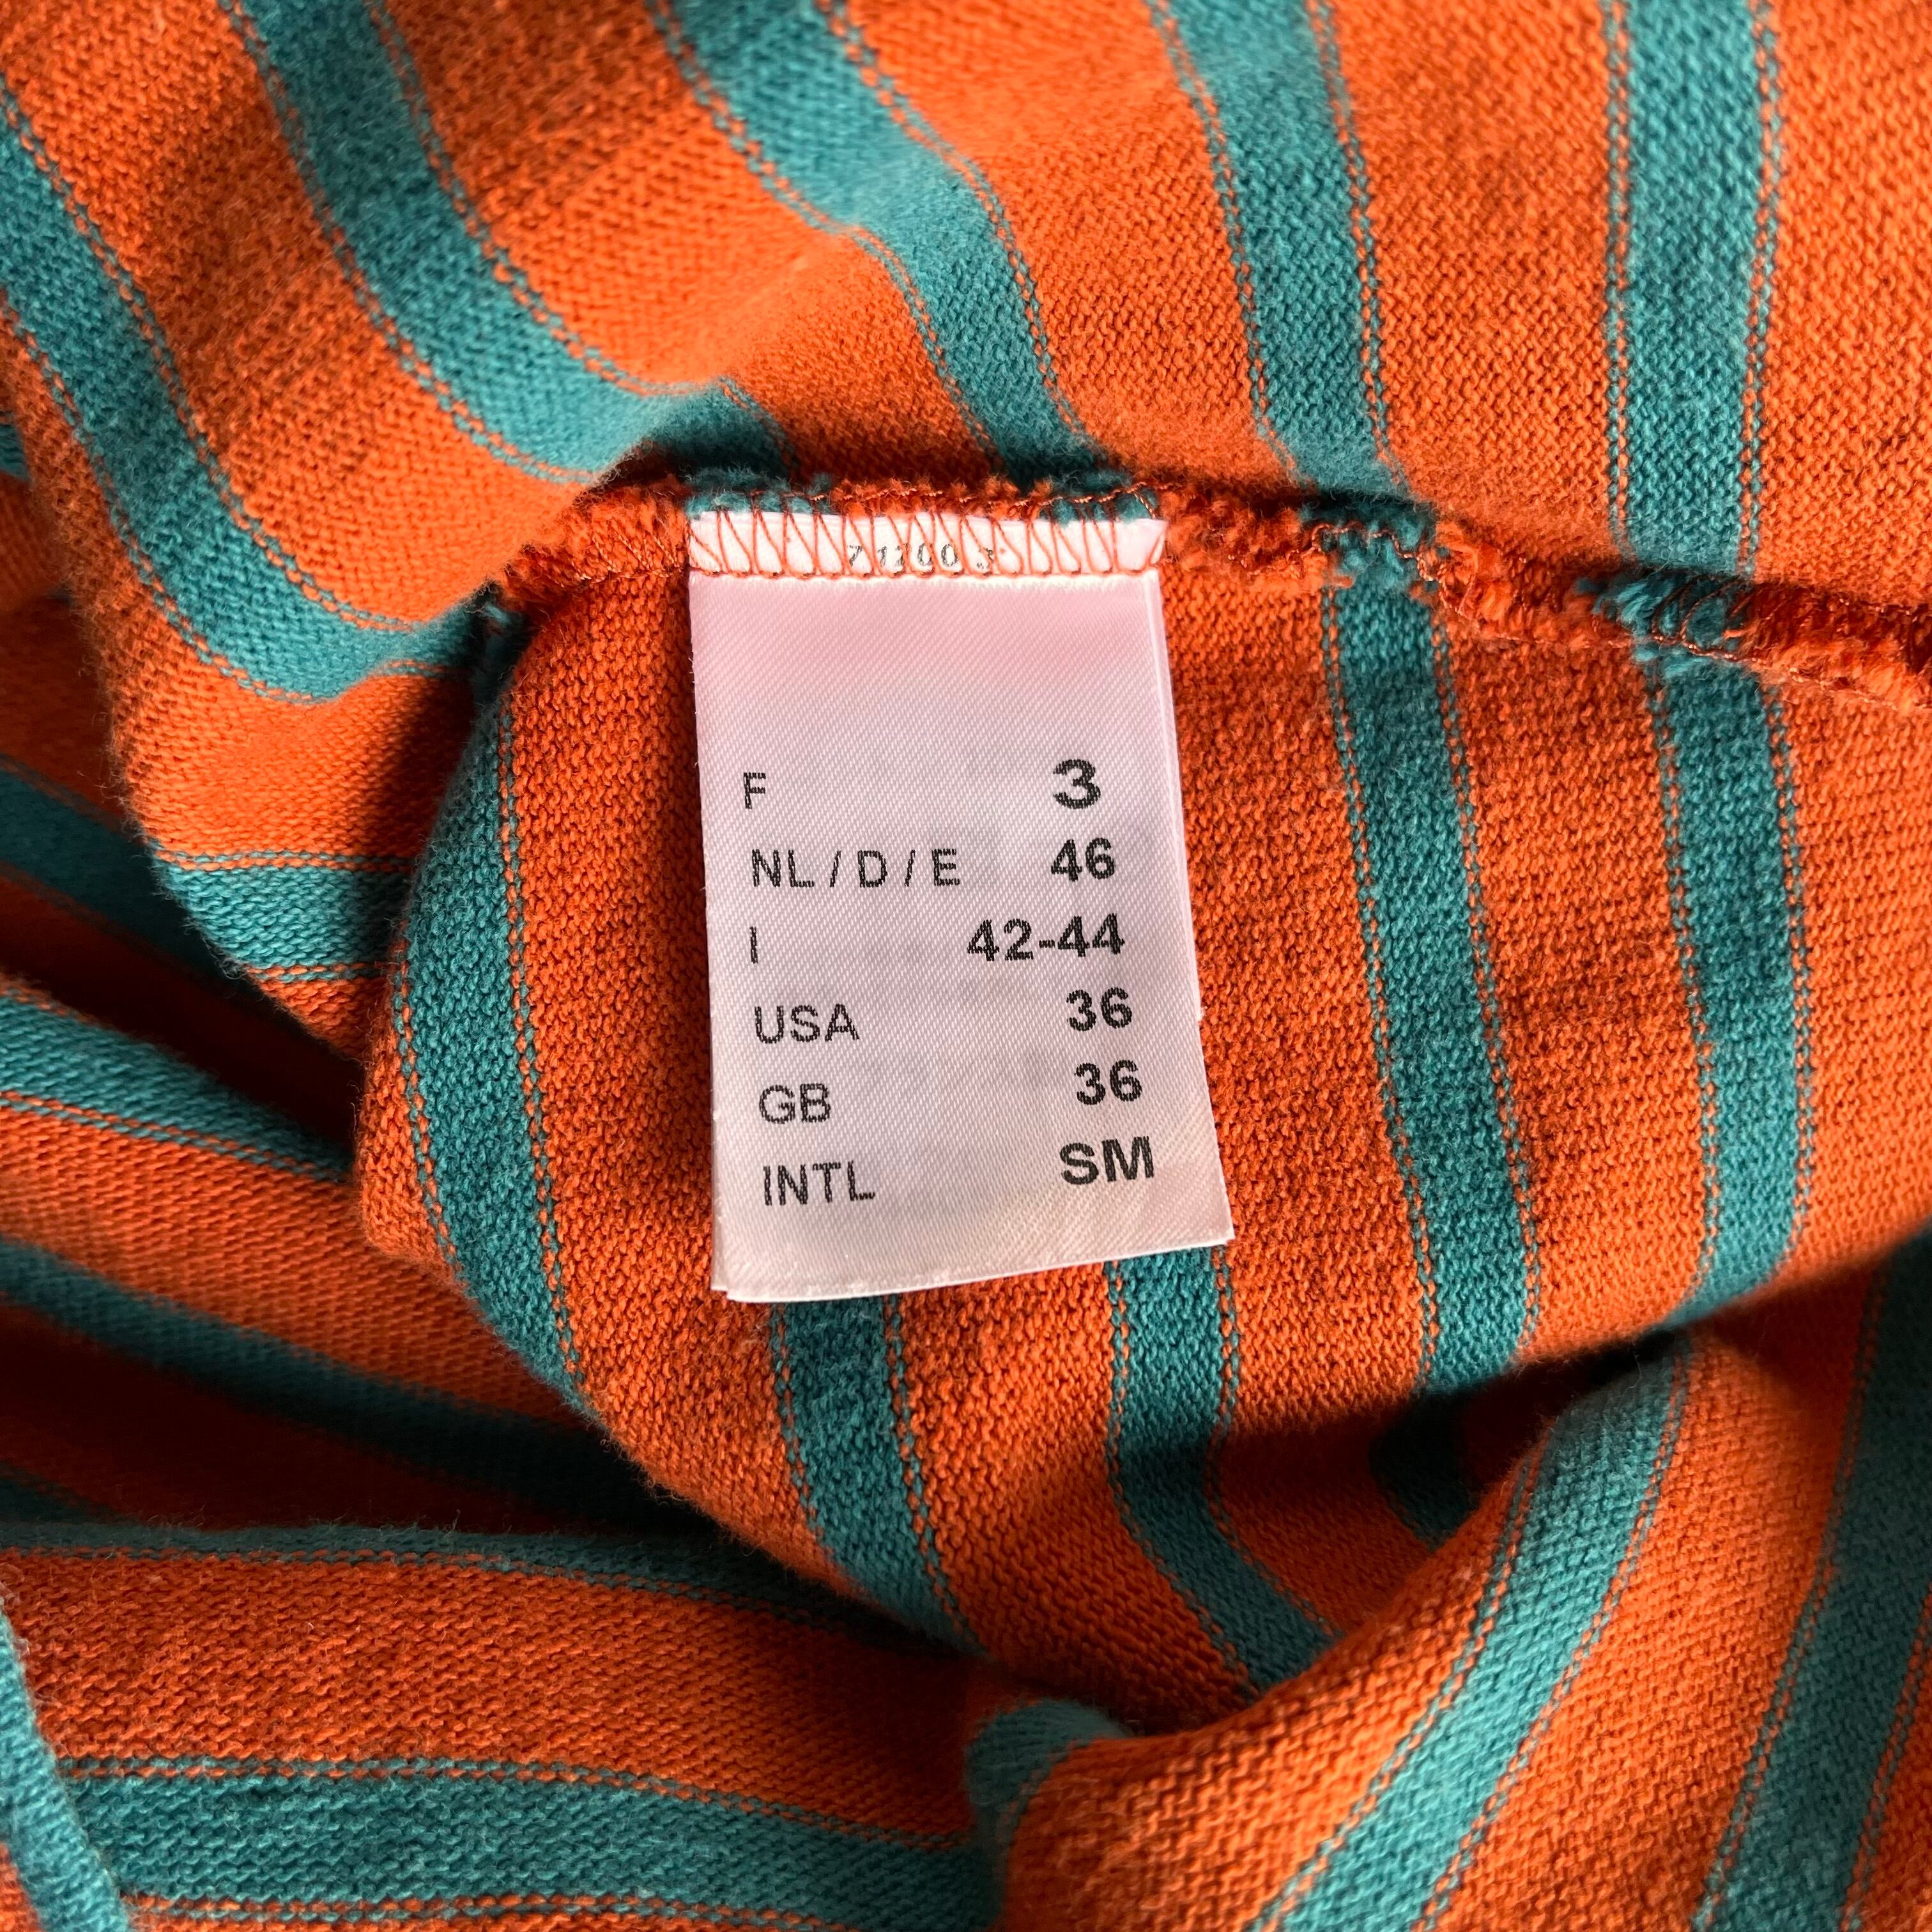 F 3
NL / D / E 46
I 42-44
USA 36
GB 36
INTL SM